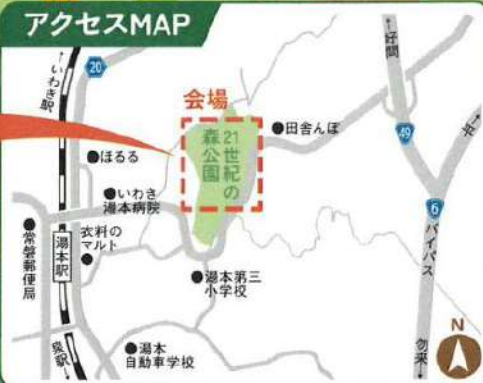 アクセスMAP
←いわき駅
20
会場
21世紀の
森公園
●田舎んぼ
←好間
49
平→
6
バイパス
勿来↓
●ほるる
●いわき
湯本病院
衣料の
マルト
●
湯本駅
●常磐郵便局
●湯本第三
小学校
●湯本
自動車学校
泉駅→
N